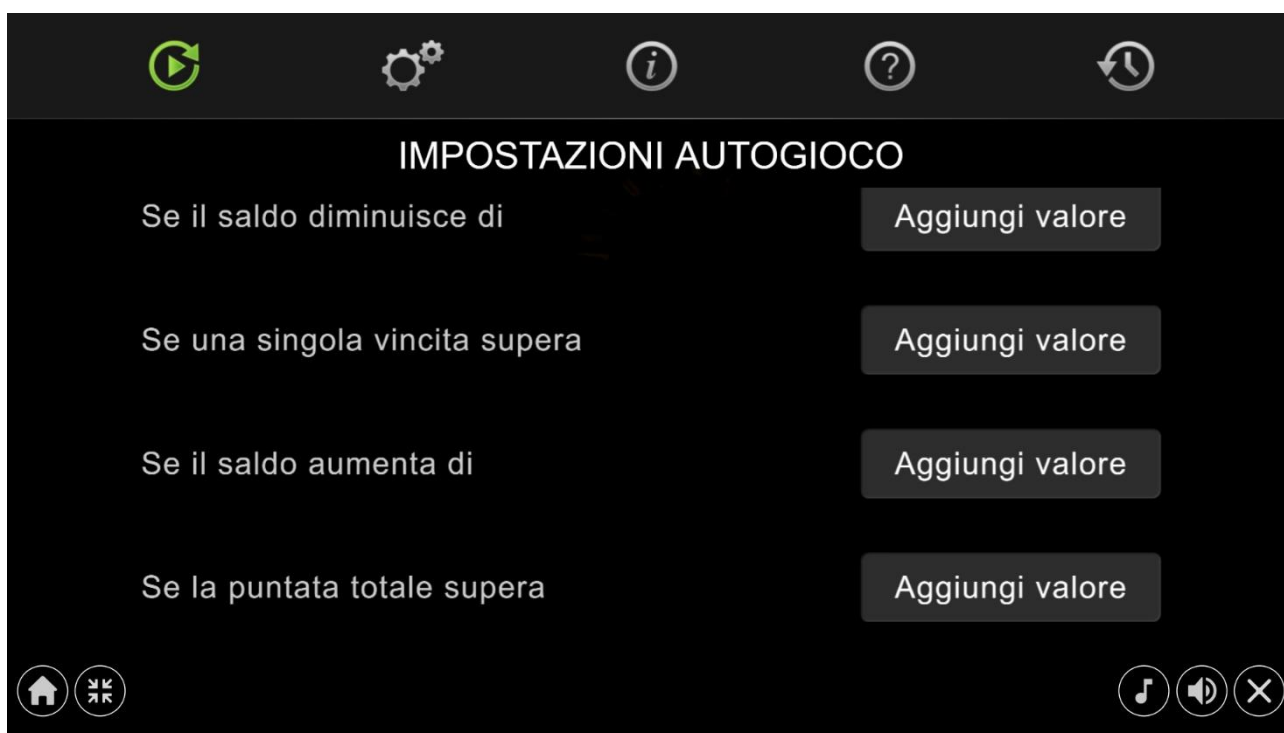 IMPOSTAZIONI AUTOGIOCO
Se il saldo diminuisce di Aggiungi valore
Se una singola vincita supera Aggiungi valore
Se il saldo aumenta di Aggiungi valore
Se la puntata totale supera Aggiungi valore